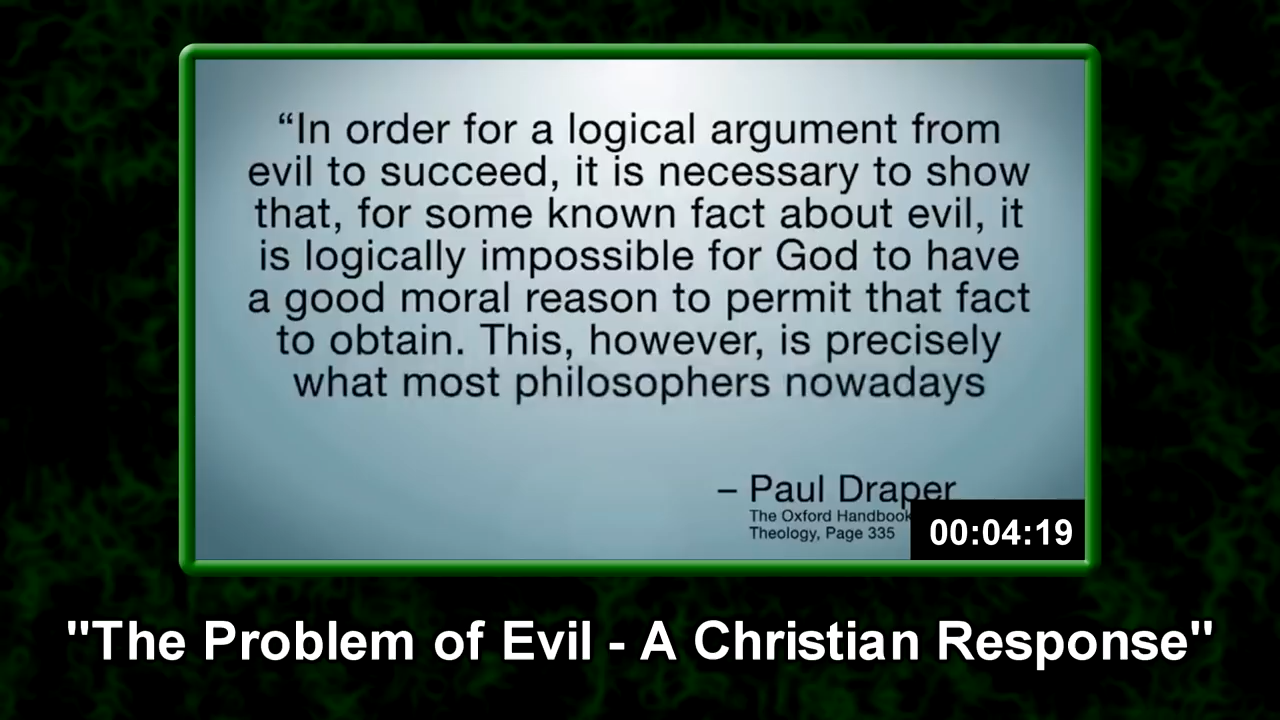 “In order for a logical argument from
evil to succeed, it is necessary to show
that, for some known fact about evil, it
is logically impossible for God to have
a good moral reason to permit that fact
to obtain. This, however, is precisely
what most philosophers nowadays
– Paul Draper
The Oxford Handbook
Theology, Page 335
00:04:19
"The Problem of Evil - A Christian Response"